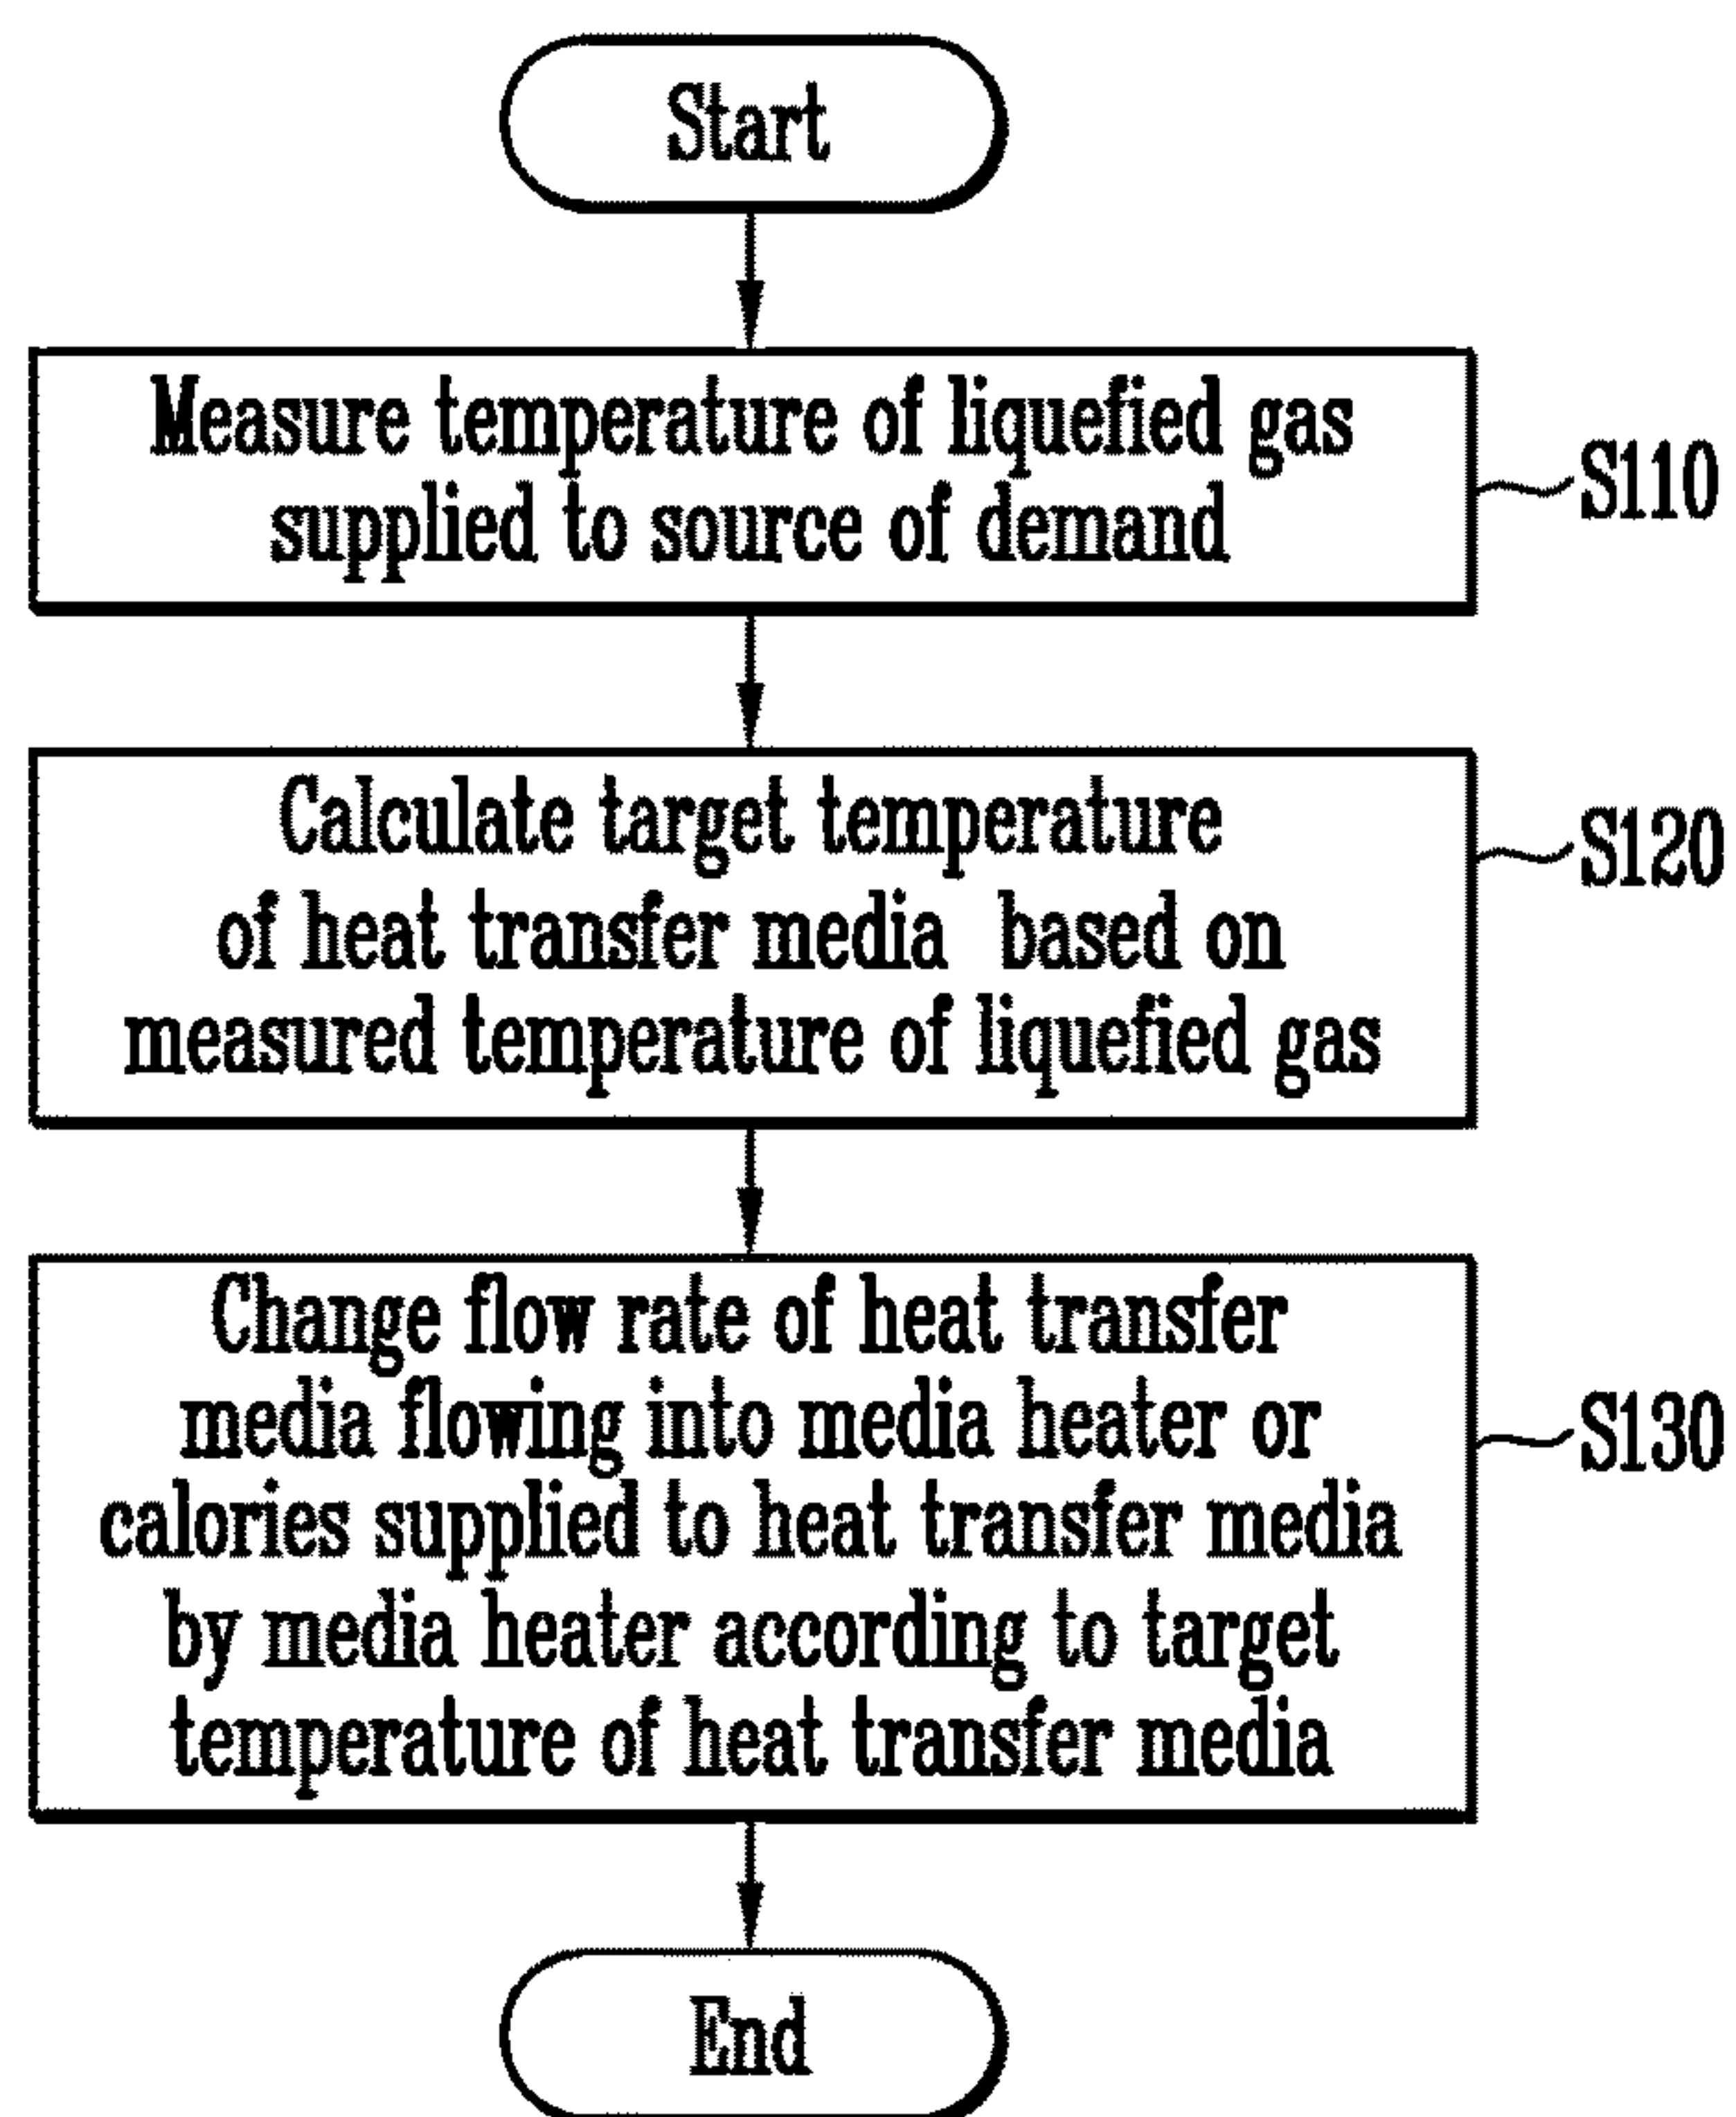 Start
Measure temperature of liquefied gas
supplied to source of demand
S110
Calculate target temperature
of heat transfer media based on
measured temperature of liquefied gas
S120
Change flow rate of heat transfer
media flowing into media heater or
calories supplied to heat transfer media
by media heater according to target
temperature of heat transfer media
S130
End